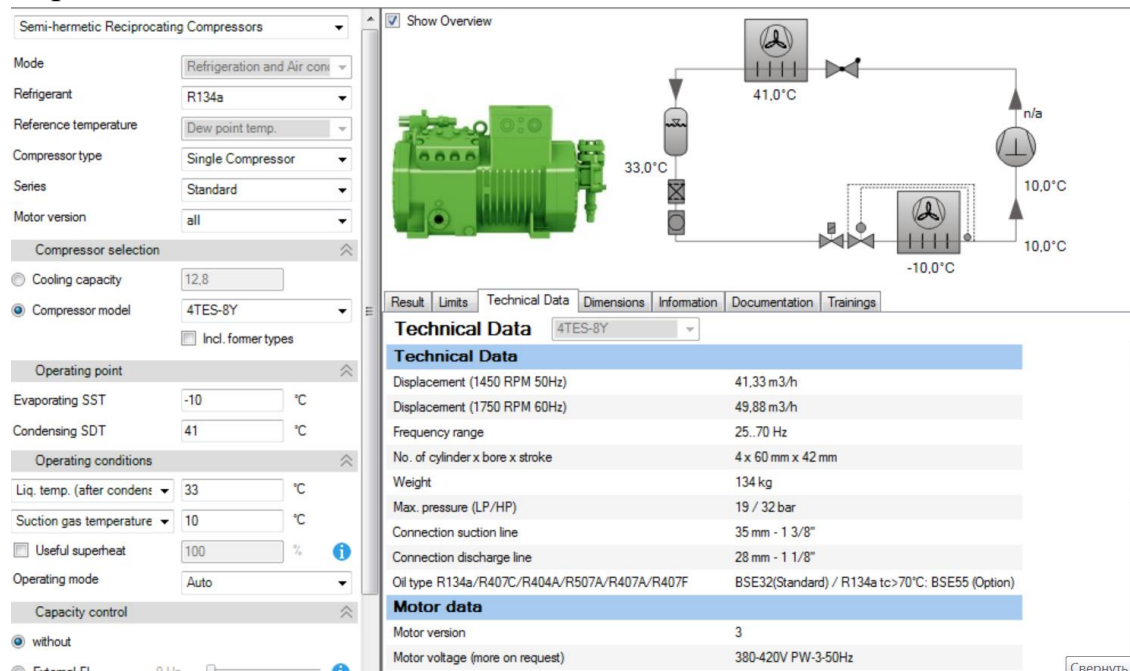 Semi-hermetic Reciprocating Compressors
Mode
Refrigeration and Air con
Refrigerant
R134a
Reference temperature
Dew point temp.
Compressor type
Single Compressor
Series
Standard
Motor version
all
Compressor selection
Cooling capacity
12,8
Compressor model
4TES-8Y
Incl. former types
Operating point
Evaporating SST
-10
°C
Condensing SDT
41
°C
Operating conditions
Liq. temp. (after condens
33
°C
Suction gas temperature
10
°C
Useful superheat
100
%
Operating mode
Auto
Capacity control
without
Show Overview
41,0°C
n/a
33,0°C
10,0°C
10,0°C
-10,0°C
Result Limits Technical Data Dimensions Information Documentation Trainings
Technical Data 4TES-8Y
Technical Data
Displacement (1450 RPM 50Hz) 41,33 m3/h
Displacement (1750 RPM 60Hz) 49,88 m3/h
Frequency range 25..70 Hz
No. of cylinder x bore x stroke 4 x 60 mm x 42 mm
Weight 134 kg
Max. pressure (LP/HP) 19 / 32 bar
Connection suction line 35 mm - 1 3/8"
Connection discharge line 28 mm - 1 1/8"
Oil type R134a/R407C/R404A/R507A/R407A/R407F BSE32(Standard) / R134a tc>70°C: BSE55 (Option)
Motor data
Motor version 3
Motor voltage (more on request) 380-420V PW-3-50Hz
Свернуть